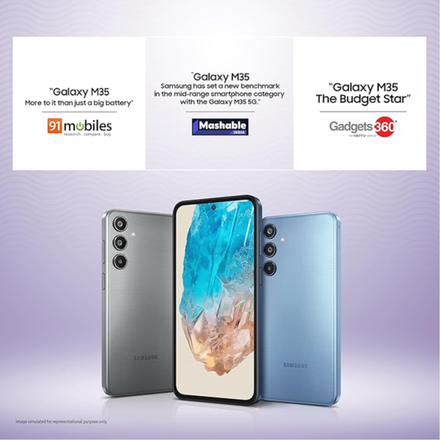 "Galaxy M35
More to it than just a big battery"
91mobiles
research. compare. buy.
"Galaxy M35
Samsung has set a new benchmark
in the mid-range smartphone category
with the Galaxy M35 5G."
Mashable
INDIA
"Galaxy M35
The Budget Star"
Gadgets 360
An NDTV venture
SAMSUNG
SAMSUNG
Image simulated for representational purpose only.